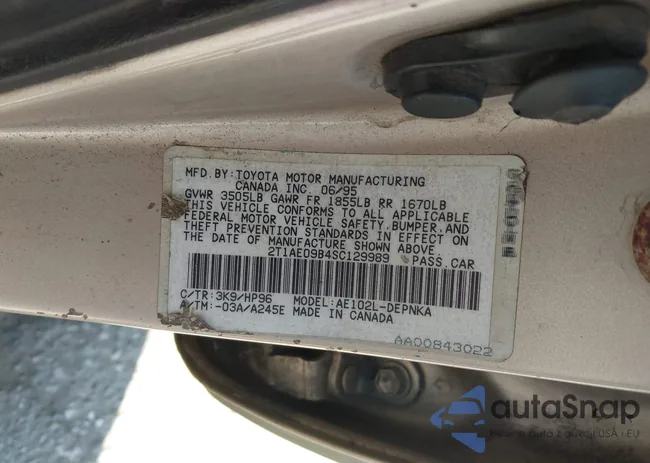 MFD. BY: TOYOTA MOTOR MANUFACTURING
CANADA INC. 06/95
GVWR 3505LB GAWR FR 1855LB RR 1670LB
THIS VEHICLE CONFORMS TO ALL APPLICABLE
FEDERAL MOTOR VEHICLE SAFETY, BUMPER, AND
THEFT PREVENTION STANDARDS IN EFFECT ON
THE DATE OF MANUFACTURE SHOWN ABOVE.
2T1AE09B4SC129989 PASS. CAR
C/TR: 3K9/HP96 MODEL: AE102L-DEPNKA
A/TM: -03A/A245E MADE IN CANADA
AA00843022
autaSnap